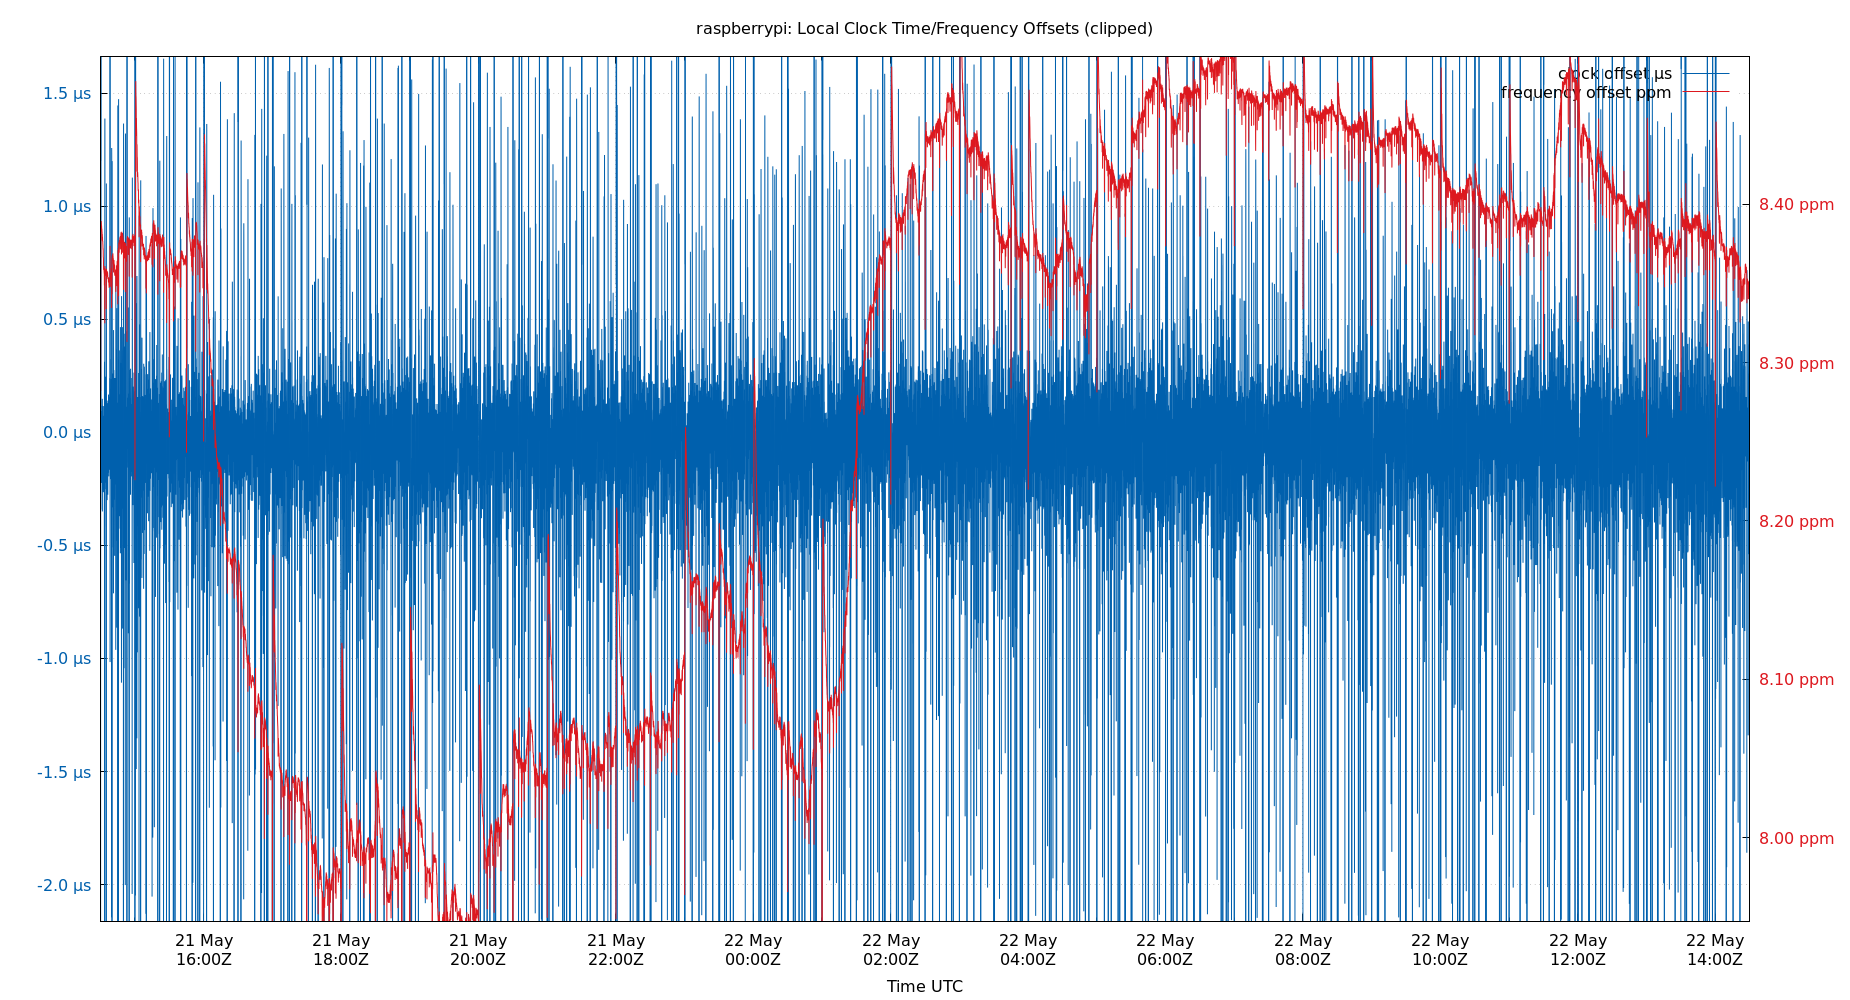 raspberrypi: Local Clock Time/Frequency Offsets (clipped)
clock offset µs
frequency offset ppm
1.5 µs
1.0 µs
0.5 µs
0.0 µs
-0.5 µs
-1.0 µs
-1.5 µs
-2.0 µs
8.40 ppm
8.30 ppm
8.20 ppm
8.10 ppm
8.00 ppm
21 May 21 May 21 May 21 May 22 May 22 May 22 May 22 May 22 May 22 May 22 May 22 May
16:00Z 18:00Z 20:00Z 22:00Z 00:00Z 02:00Z 04:00Z 06:00Z 08:00Z 10:00Z 12:00Z 14:00Z
Time UTC